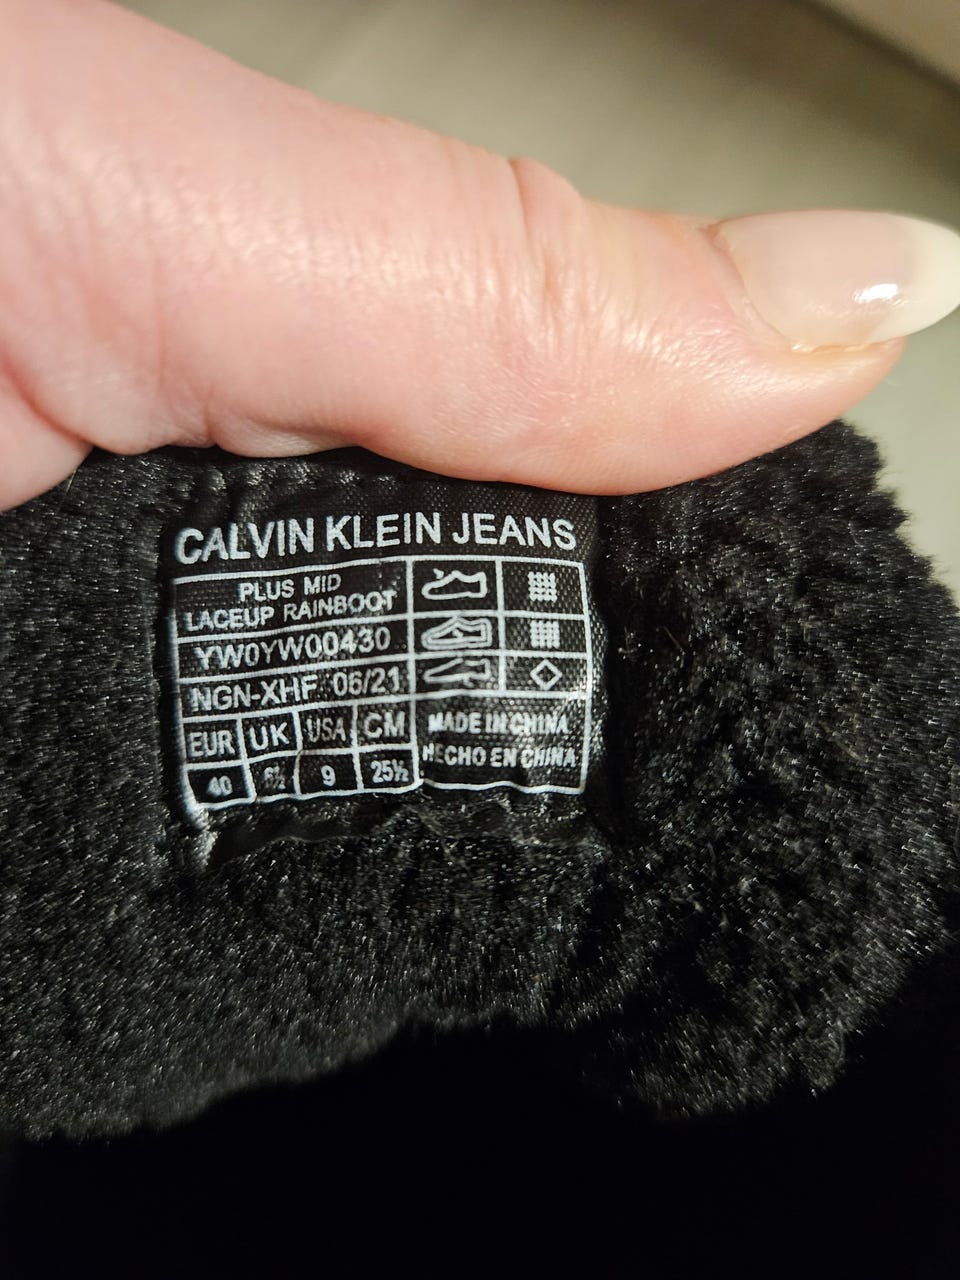 CALVIN KLEIN JEANS
PLUS MID
LACEUP RAINBOOT
YW0YW00430
NGN-XHF 06/21
EUR UK USA CM
40 6½ 9 25½
MADE IN CHINA
HECHO EN CHINA